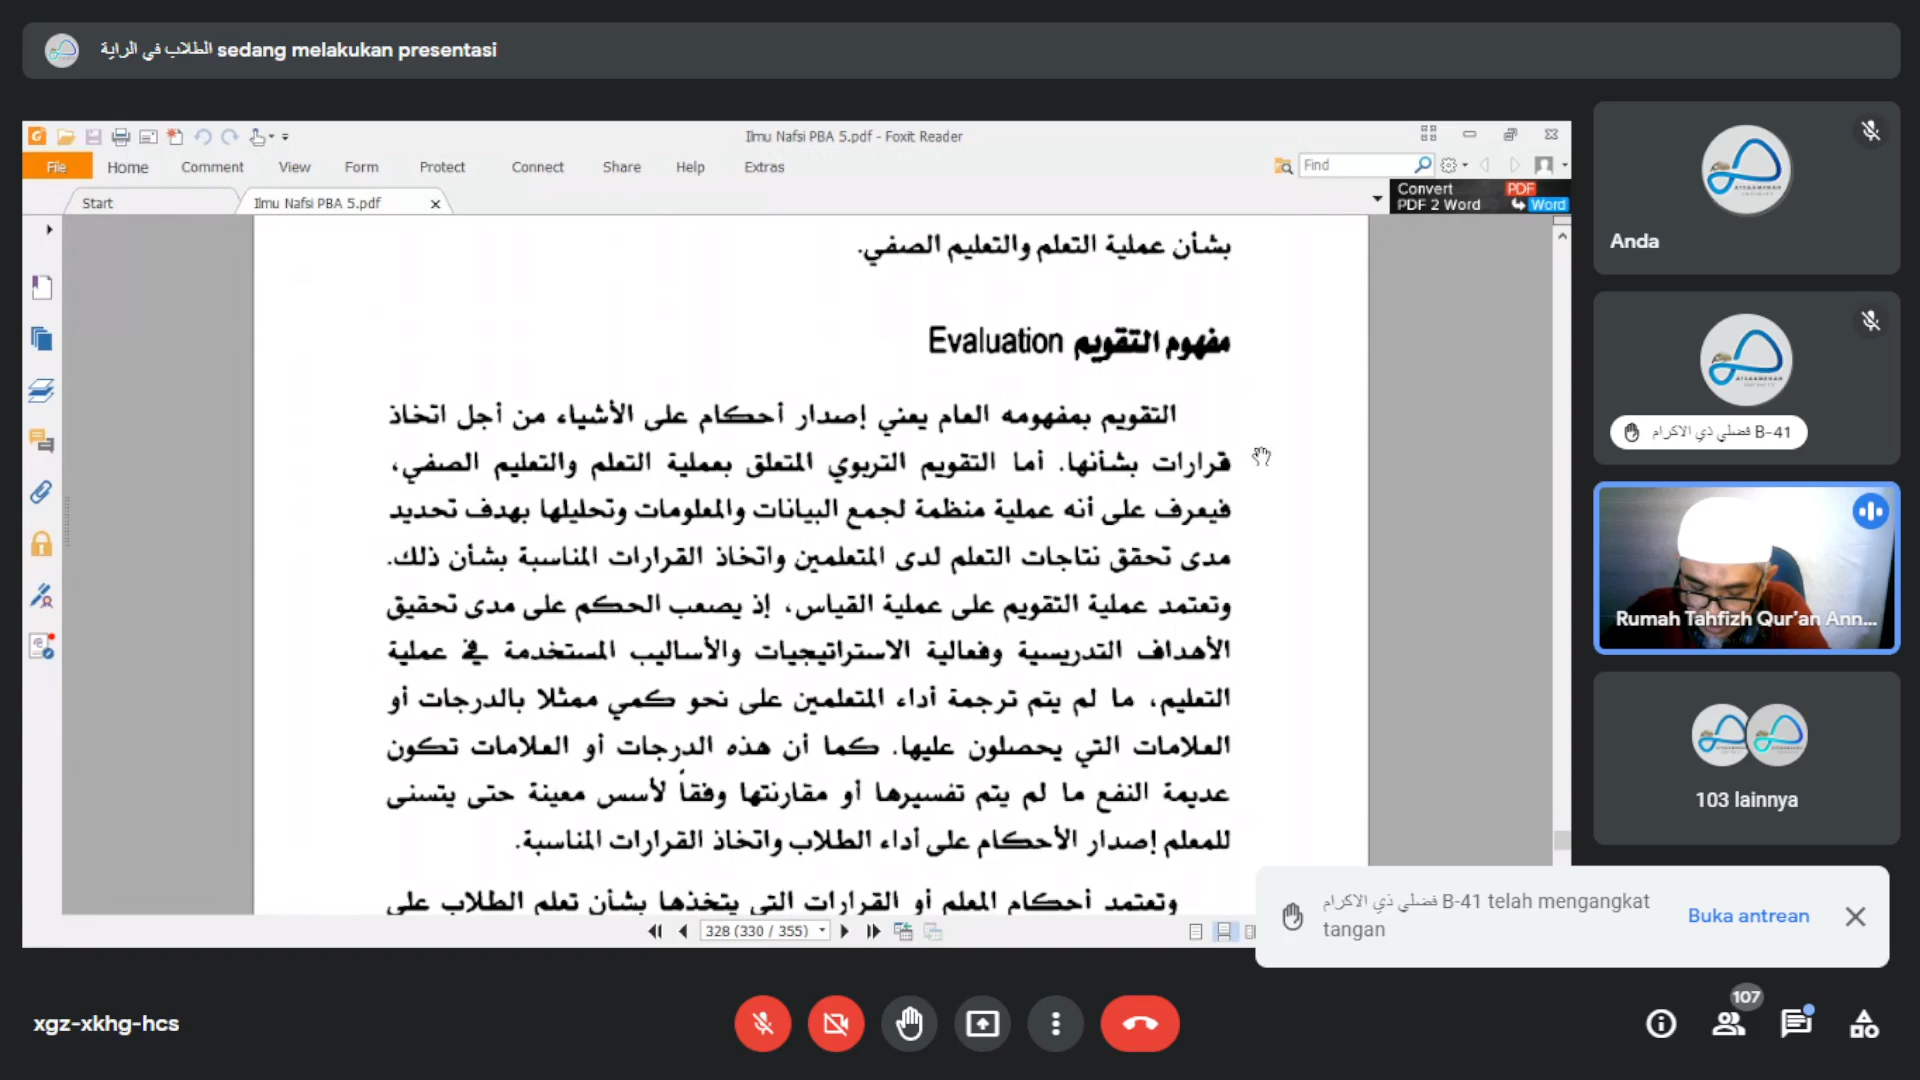 الطلاب في الراية sedang melakukan presentasi
Ilmu Nafsi PBA 5.pdf - Foxit Reader
File Home Comment View Form Protect Connect Share Help Extras
Find
Start
Ilmu Nafsi PBA 5.pdf
Convert PDF
PDF 2 Word Word
بشأن عملية التعلم والتعليم الصفي.
مفهوم التقويم Evaluation
التقويم بمفهومه العام يعني إصدار أحكام على الأشياء من أجل اتخاذ
قرارات بشأنها. أما التقويم التربوي المتعلق بعملية التعلم والتعليم الصفي،
فيعرف على أنه عملية منظمة لجمع البيانات والمعلومات وتحليلها بهدف تحديد
مدى تحقق نتاجات التعلم لدى المتعلمين واتخاذ القرارات المناسبة بشأن ذلك.
وتعتمد عملية التقويم على عملية القياس، إذ يصعب الحكم على مدى تحقيق
الأهداف التدريسية وفعالية الاستراتيجيات والأساليب المستخدمة في عملية
التعليم، ما لم يتم ترجمة أداء المتعلمين على نحو كمي ممثلا بالدرجات أو
العلامات التي يحصلون عليها. كما أن هذه الدرجات أو العلامات تكون
عديمة النفع ما لم يتم تفسيرها أو مقارنتها وفقاً لأسس معينة حتى يتسنى
للمعلم إصدار الأحكام على أداء الطلاب واتخاذ القرارات المناسبة.
وتعتمد أحكام المعلم أو القرارات التي يتخذها بشأن تعلم الطلاب على
328 (330 / 355)
Anda
فضلي ذي الاكرام B-41
Rumah Tahfizh Qur'an Ann...
103 lainnya
فضلي ذي الاكرام B-41 telah mengangkat
tangan
Buka antrean
xgz-xkhg-hcs
107